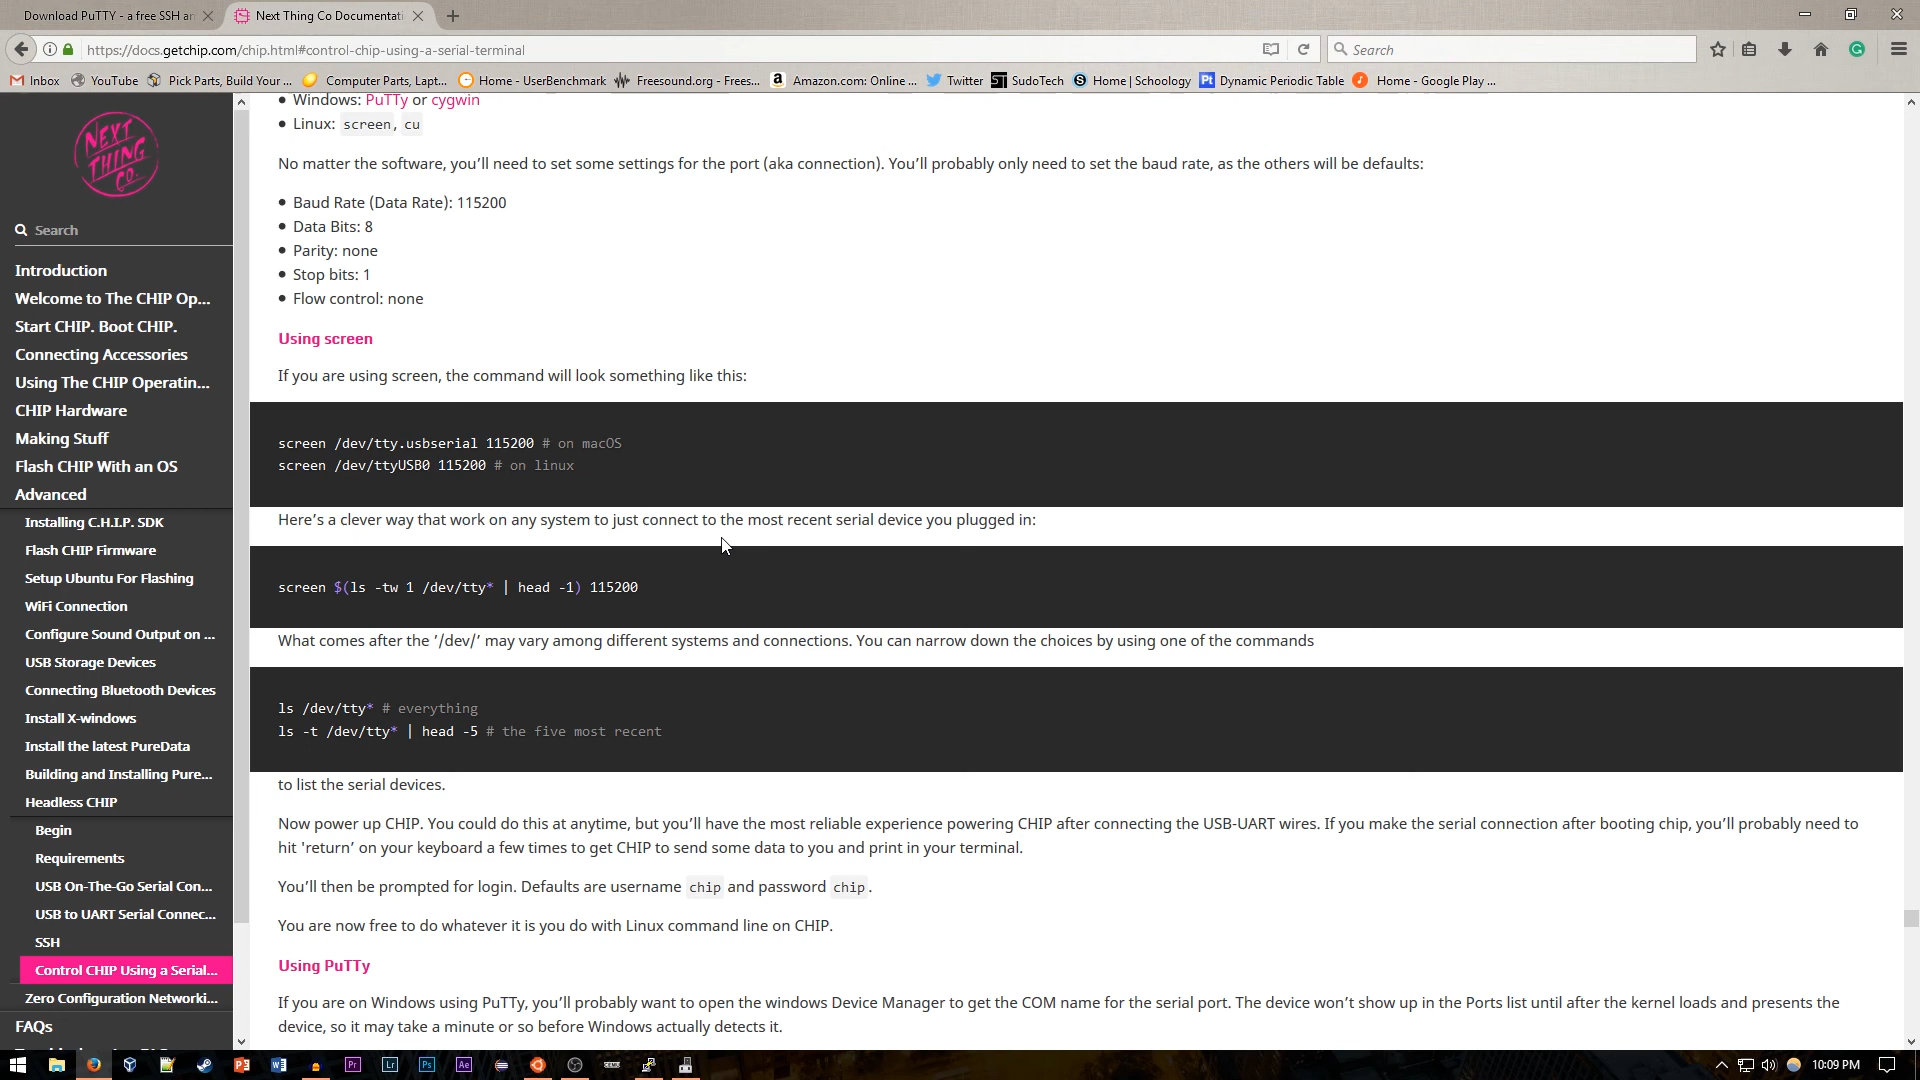 Download PuTTY - a free SSH ar
Next Thing Co Documentati
https://docs.getchip.com/chip.html#control-chip-using-a-serial-terminal
Search
Inbox
YouTube
Pick Parts, Build Your ...
Computer Parts, Lapt...
Home - UserBenchmark
Freesound.org - Frees...
Amazon.com: Online ...
Twitter
ST SudoTech
Home | Schoology
Pt Dynamic Periodic Table
Home - Google Play ...
NEXT
THING
CO.
Search
Introduction
Welcome to The CHIP Op...
Start CHIP. Boot CHIP.
Connecting Accessories
Using The CHIP Operatin...
CHIP Hardware
Making Stuff
Flash CHIP With an OS
Advanced
Installing C.H.I.P. SDK
Flash CHIP Firmware
Setup Ubuntu For Flashing
WiFi Connection
Configure Sound Output on ...
USB Storage Devices
Connecting Bluetooth Devices
Install X-windows
Install the latest PureData
Building and Installing Pure...
Headless CHIP
Begin
Requirements
USB On-The-Go Serial Con...
USB to UART Serial Connec...
SSH
Control CHIP Using a Serial...
Zero Configuration Networki...
FAQs
• Windows: PuTTy or cygwin
• Linux: screen, cu
No matter the software, you’ll need to set some settings for the port (aka connection). You’ll probably only need to set the baud rate, as the others will be defaults:
• Baud Rate (Data Rate): 115200
• Data Bits: 8
• Parity: none
• Stop bits: 1
• Flow control: none
Using screen
If you are using screen, the command will look something like this:
screen /dev/tty.usbserial 115200 # on macOS
screen /dev/ttyUSB0 115200 # on linux
Here’s a clever way that work on any system to just connect to the most recent serial device you plugged in:
screen $(ls -tw 1 /dev/tty* | head -1) 115200
What comes after the ’/dev/’ may vary among different systems and connections. You can narrow down the choices by using one of the commands
ls /dev/tty* # everything
ls -t /dev/tty* | head -5 # the five most recent
to list the serial devices.
Now power up CHIP. You could do this at anytime, but you’ll have the most reliable experience powering CHIP after connecting the USB-UART wires. If you make the serial connection after booting chip, you’ll probably need to
hit 'return’ on your keyboard a few times to get CHIP to send some data to you and print in your terminal.
You’ll then be prompted for login. Defaults are username chip and password chip.
You are now free to do whatever it is you do with Linux command line on CHIP.
Using PuTTy
If you are on Windows using PuTTy, you’ll probably want to open the windows Device Manager to get the COM name for the serial port. The device won’t show up in the Ports list until after the kernel loads and presents the
device, so it may take a minute or so before Windows actually detects it.
Pr
Lr
Ps
Ae
10:09 PM